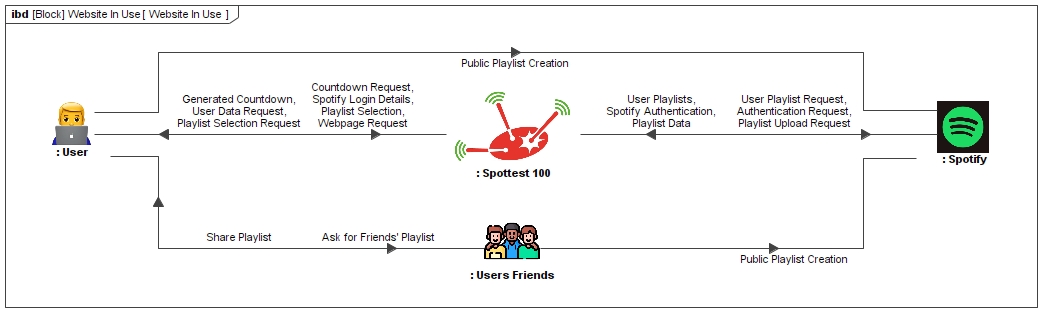 ibd [Block] Website In Use [ Website In Use ]
Public Playlist Creation
Generated Countdown,
User Data Request,
Playlist Selection Request
Countdown Request,
Spotify Login Details,
Playlist Selection,
Webpage Request
User Playlists,
Spotify Authentication,
Playlist Data
User Playlist Request,
Authentication Request,
Playlist Upload Request
: User
: Spottest 100
: Spotify
Share Playlist
Ask for Friends' Playlist
: Users Friends
Public Playlist Creation